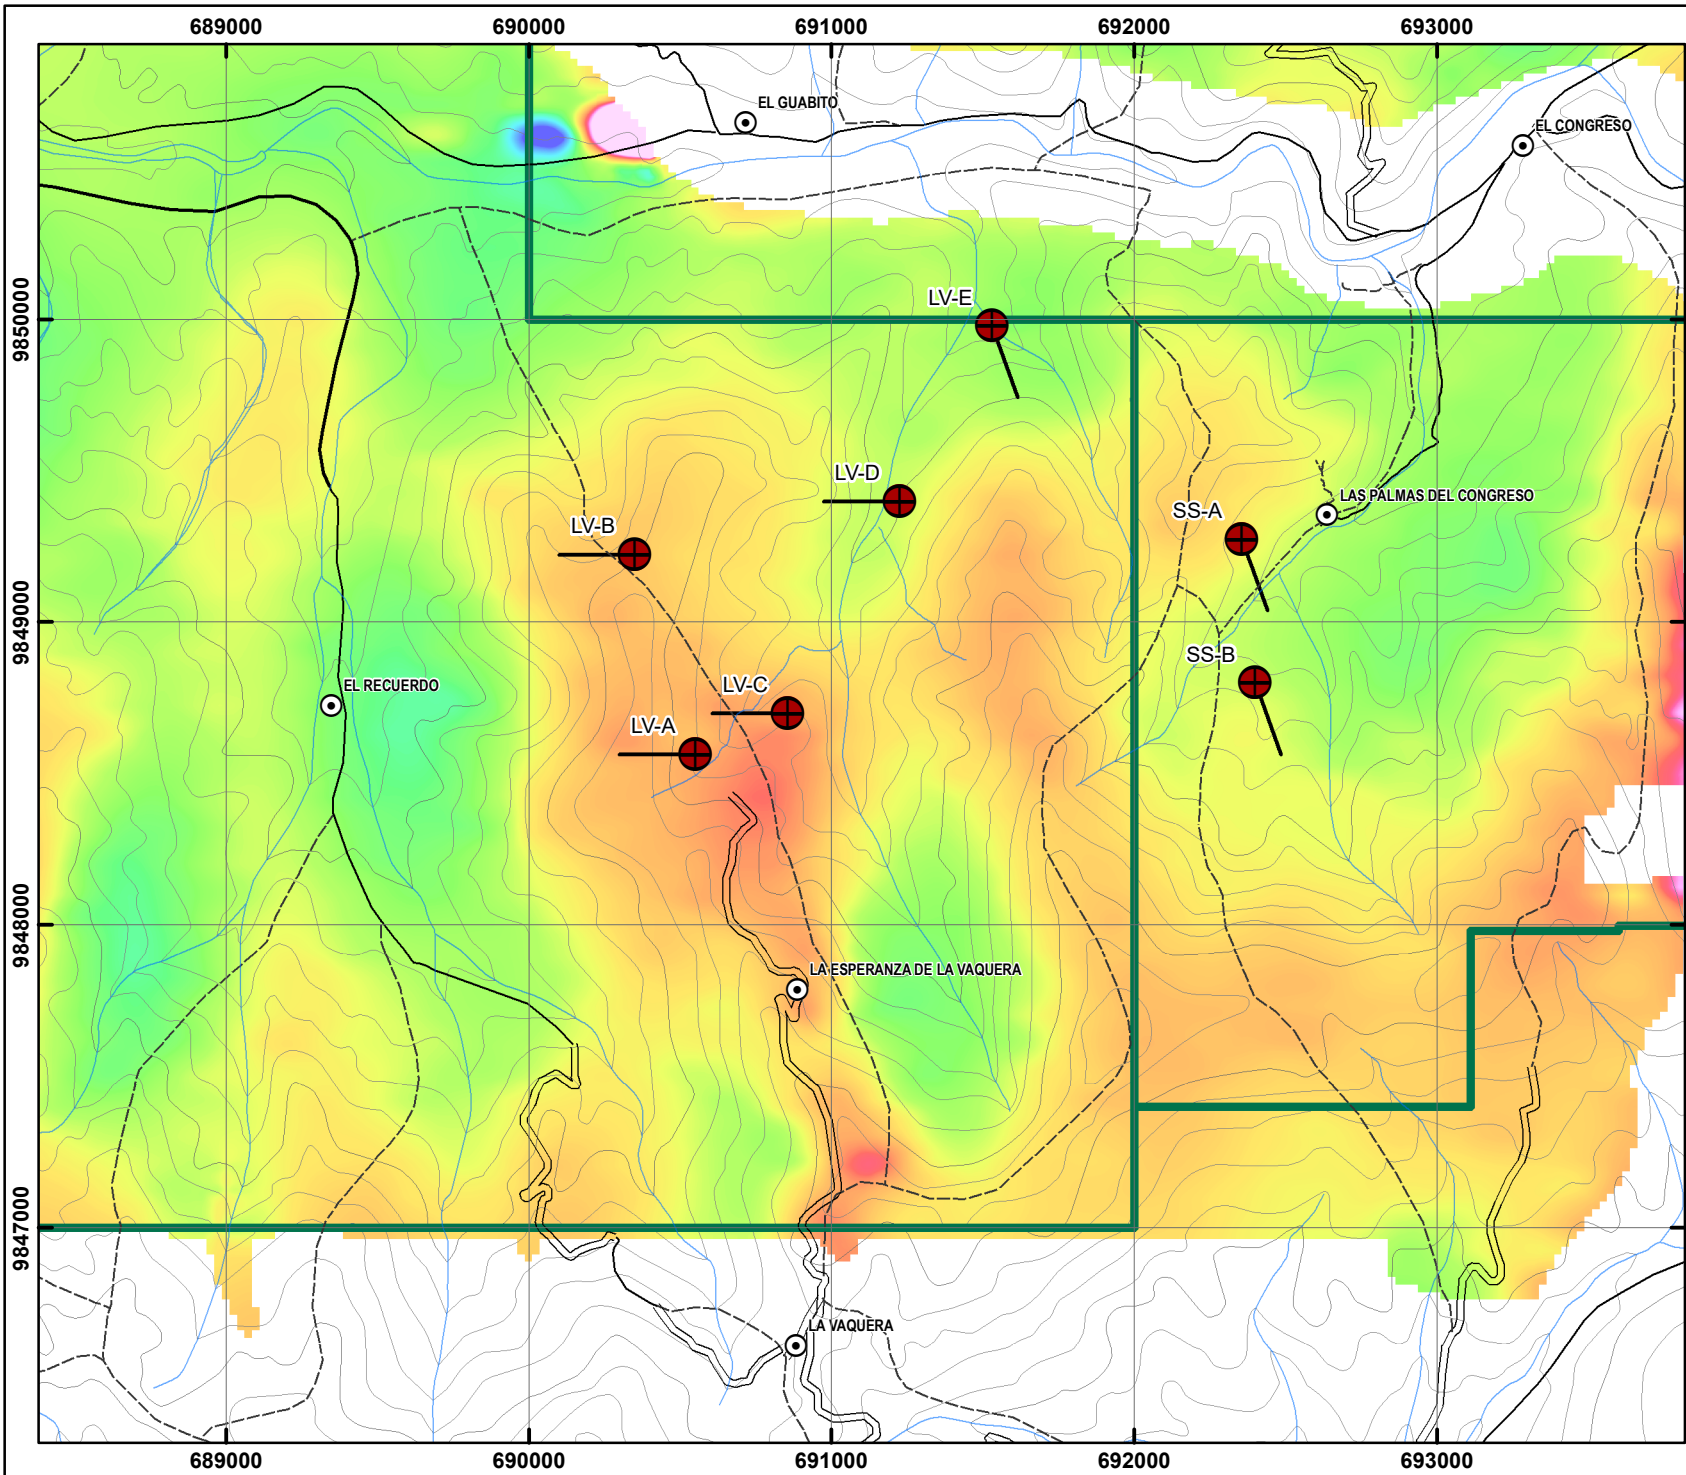 689000 690000 691000 692000 693000
EL GUABITO
EL CONGRESO
LV-E
9850000
LV-D
LAS PALMAS DEL CONGRESO
SS-A
LV-B
9849000
SS-B
EL RECUERDO
LV-C
LV-A
9848000
LA ESPERANZA DE LA VAQUERA
9847000
LA VAQUERA
689000 690000 691000 692000 693000